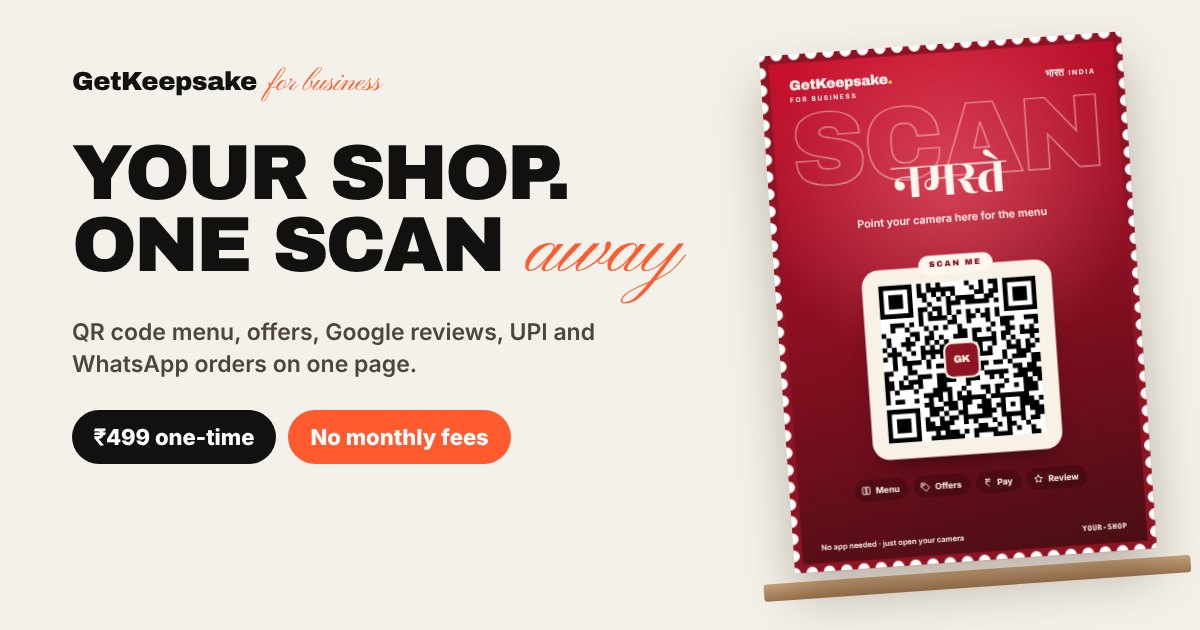 GetKeepsake for business
YOUR SHOP.
ONE SCAN away
QR code menu, offers, Google reviews, UPI and
WhatsApp orders on one page.
₹499 one-time
No monthly fees
GetKeepsake.
FOR BUSINESS
भारत INDIA
SCAN
नमस्ते
Point your camera here for the menu
SCAN ME
GK
Menu
Offers
Pay
Review
No app needed · just open your camera
YOUR-SHOP